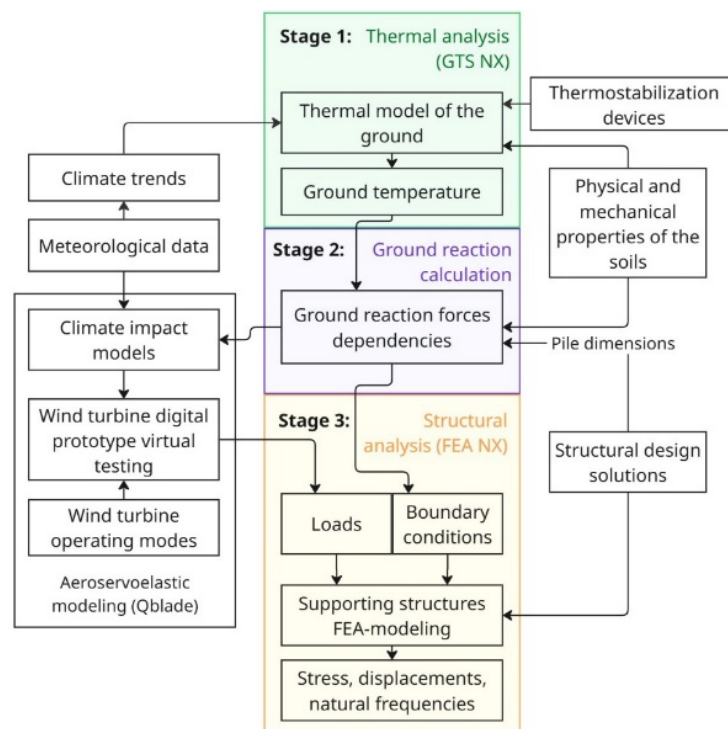 Stage 1: Thermal analysis
(GTS NX)
Thermal model of the
ground
Thermostabilization
devices
Climate trends
Ground temperature
Physical and
mechanical
properties of the
soils
Meteorological data
Stage 2: Ground reaction
calculation
Climate impact
models
Ground reaction forces
dependencies
Pile dimensions
Wind turbine digital
prototype virtual
testing
Stage 3: Structural
analysis (FEA NX)
Structural design
solutions
Wind turbine
operating modes
Loads
Boundary
conditions
Aeroservoelastic
modeling (Qblade)
Supporting structures
FEA-modeling
Stress, displacements,
natural frequencies